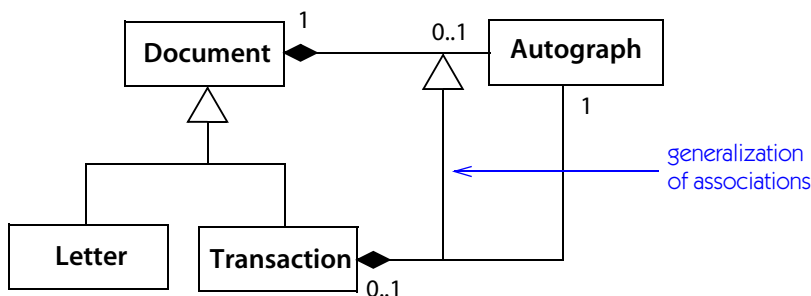 1
0..1
Document
Autograph
1
generalization
of associations
Letter
Transaction
0..1